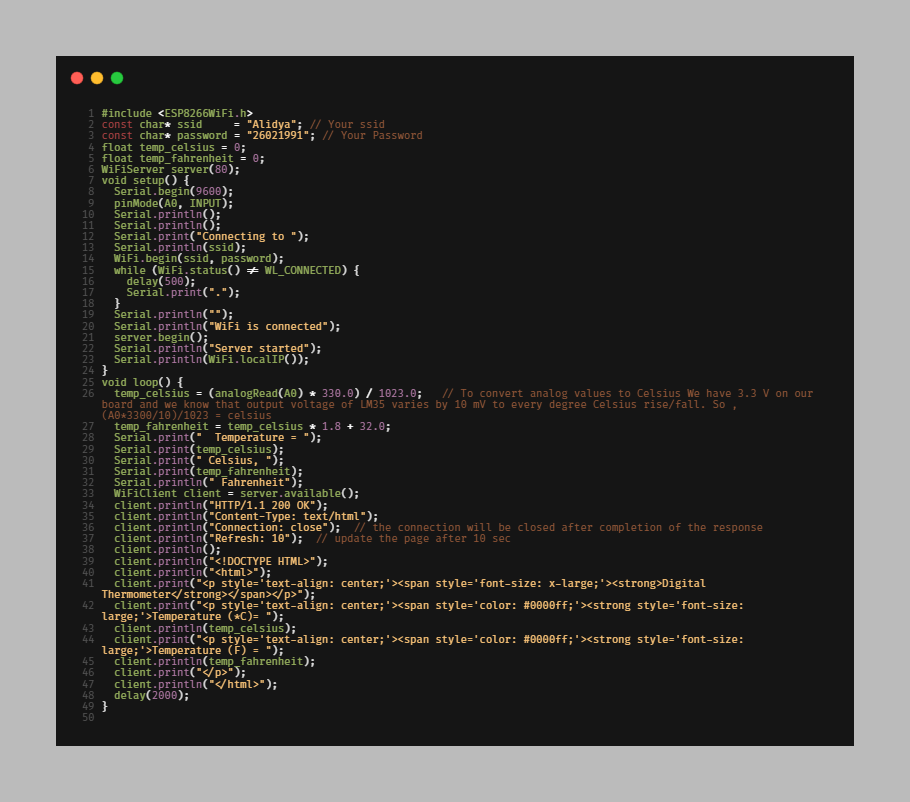 1 #include <ESP8266WiFi.h>
2 const char* ssid     = "Alidya"; // Your ssid
3 const char* password = "26021991"; // Your Password
4 float temp_celsius = 0;
5 float temp_fahrenheit = 0;
6 WiFiServer server(80);
7 void setup() {
8   Serial.begin(9600);
9   pinMode(A0, INPUT);
10   Serial.println();
11   Serial.println();
12   Serial.print("Connecting to ");
13   Serial.println(ssid);
14   WiFi.begin(ssid, password);
15   while (WiFi.status() != WL_CONNECTED) {
16     delay(500);
17     Serial.print(".");
18   }
19   Serial.println("");
20   Serial.println("WiFi is connected");
21   server.begin();
22   Serial.println("Server started");
23   Serial.println(WiFi.localIP());
24 }
25 void loop() {
26   temp_celsius = (analogRead(A0) * 330.0) / 1023.0;   // To convert analog values to Celsius We have 3.3 V on our
board and we know that output voltage of LM35 varies by 10 mV to every degree Celsius rise/fall. So ,
(A0*3300/10)/1023 = celsius
27   temp_fahrenheit = temp_celsius * 1.8 + 32.0;
28   Serial.print("  Temperature = ");
29   Serial.print(temp_celsius);
30   Serial.print(" Celsius, ");
31   Serial.print(temp_fahrenheit);
32   Serial.print(" Fahrenheit");
33   WiFiClient client = server.available();
34   client.println("HTTP/1.1 200 OK");
35   client.println("Content-Type: text/html");
36   client.println("Connection: close");  // the connection will be closed after completion of the response
37   client.println("Refresh: 10");  // update the page after 10 sec
38   client.println();
39   client.println("<!DOCTYPE HTML>");
40   client.println("<html>");
41   client.print("<p style='text-align: center;'><span style='font-size: x-large;'><strong>Digital
Thermometer</strong></span></p>");
42   client.print("<p style='text-align: center;'><span style='color: #0000ff;'><strong style='font-size:
large;'>Temperature (*C)= ");
43   client.println(temp_celsius);
44   client.print("<p style='text-align: center;'><span style='color: #0000ff;'><strong style='font-size:
large;'>Temperature (F) = ");
45   client.println(temp_fahrenheit);
46   client.print("</p>");
47   client.println("</html>");
48   delay(2000);
49 }
50